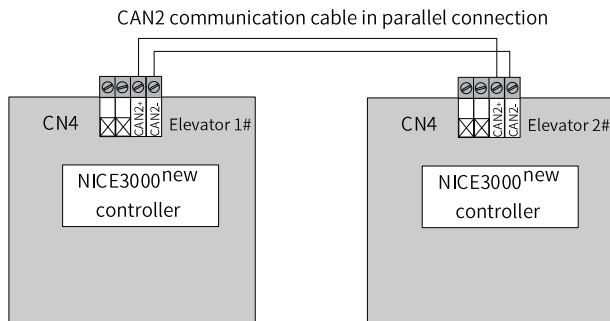 CAN2 communication cable in parallel connection
CN4
CAN2+
CAN2-
Elevator 1#
NICE3000new
controller
CN4
CAN2+
CAN2-
Elevator 2#
NICE3000new
controller